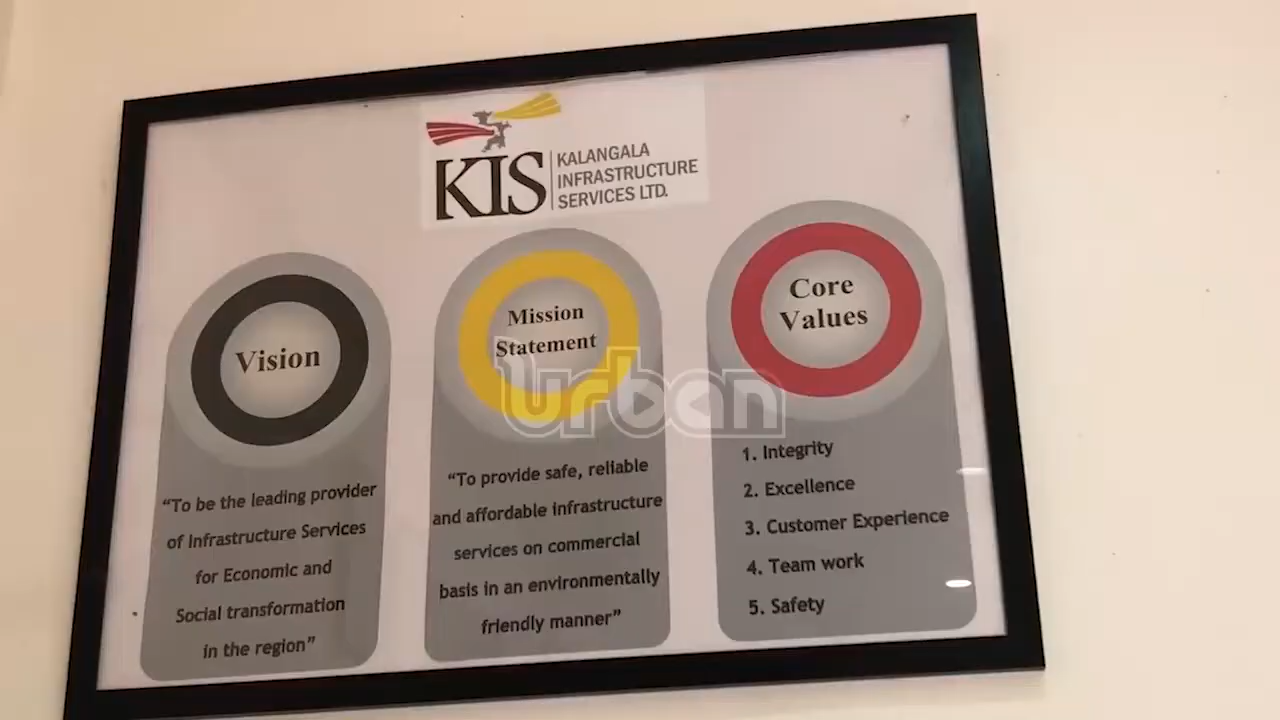 KIS
KALANGALA
INFRASTRUCTURE
SERVICES LTD.
Vision
“To be the leading provider
of Infrastructure Services
for Economic and
Social transformation
in the region”
Mission
Statement
“To provide safe, reliable
and affordable infrastructure
services on commercial
basis in an environmentally
friendly manner”
Core
Values
1. Integrity
2. Excellence
3. Customer Experience
4. Team work
5. Safety
urban